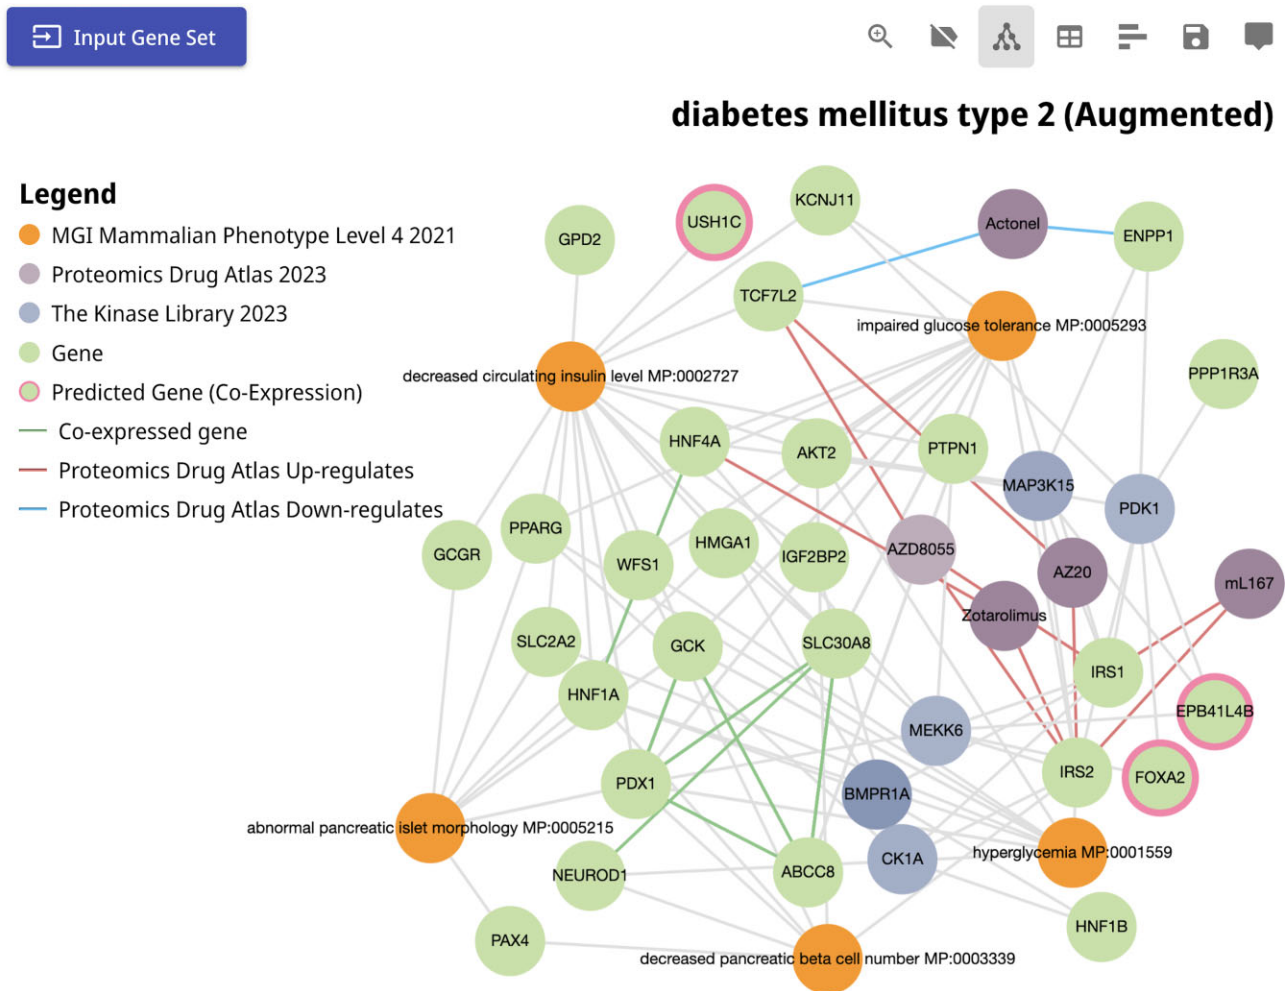 Input Gene Set
diabetes mellitus type 2 (Augmented)
Legend
MGI Mammalian Phenotype Level 4 2021
Proteomics Drug Atlas 2023
The Kinase Library 2023
Gene
Predicted Gene (Co-Expression)
Co-expressed gene
Proteomics Drug Atlas Up-regulates
Proteomics Drug Atlas Down-regulates
KCNJ11
USH1C
Actonel
GPD2
ENPP1
TCF7L2
impaired glucose tolerance MP:0005293
decreased circulating insulin level MP:0002727
PPP1R3A
HNF4A
AKT2
PTPN1
MAP3K15
PDK1
PPARG
GCGR
WFS1
HMGA1
IGF2BP2
AZD8055
AZ20
mL167
Zotarolimus
SLC2A2
GCK
SLC30A8
IRS1
HNF1A
EPB41L4B
MEKK6
IRS2
FOXA2
PDX1
BMPR1A
abnormal pancreatic islet morphology MP:0005215
CK1A
hyperglycemia MP:0001559
NEUROD1
ABCC8
HNF1B
PAX4
decreased pancreatic beta cell number MP:0003339